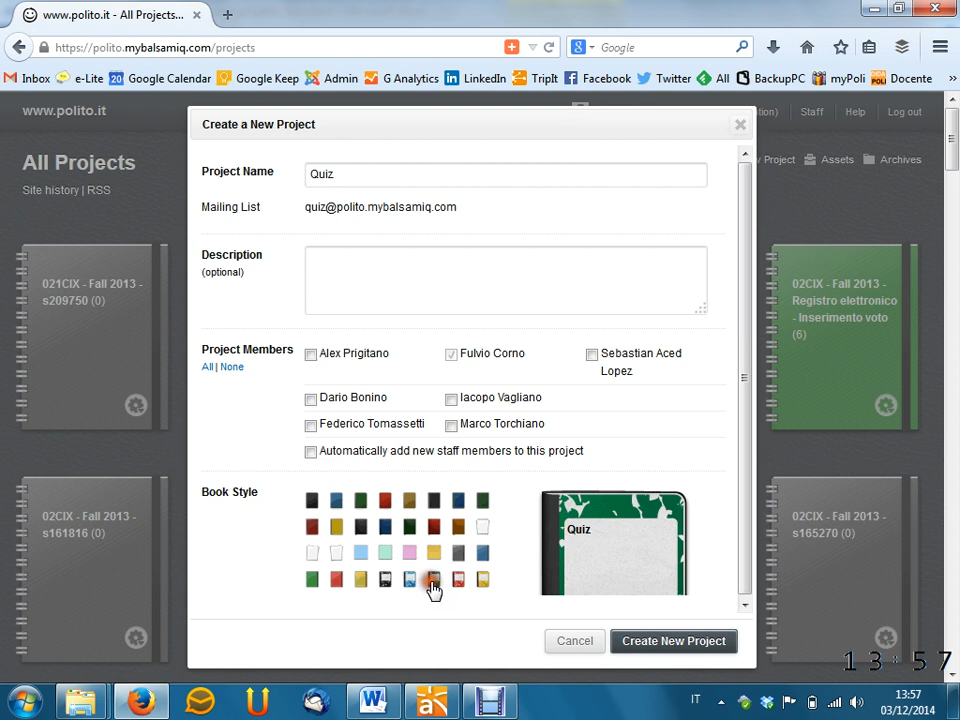 www.polito.it - All Projects...
https://polito.mybalsamiq.com/projects
Google
Inbox
e-Lite
20 Google Calendar
Google Keep
Admin
G Analytics
LinkedIn
TripIt
Facebook
Twitter
All
BackupPC
myPoli
Docente
www.polito.it
Staff
Help
Log out
All Projects
Site history | RSS
Project
Assets
Archives
Create a New Project
Project Name
Quiz
Mailing List
quiz@polito.mybalsamiq.com
Description
(optional)
Project Members
All | None
Alex Prigitano
Fulvio Corno
Sebastian Aced
Lopez
Dario Bonino
Iacopo Vagliano
Federico Tomassetti
Marco Torchiano
Automatically add new staff members to this project
Book Style
Quiz
Cancel
Create New Project
021CIX - Fall 2013 -
s209750 (0)
02CIX - Fall 2013 -
Registro elettronico
- Inserimento voto
(6)
02CIX - Fall 2013 -
s161816 (0)
02CIX - Fall 2013 -
s165270 (0)
13:57
IT
13:57
03/12/2014